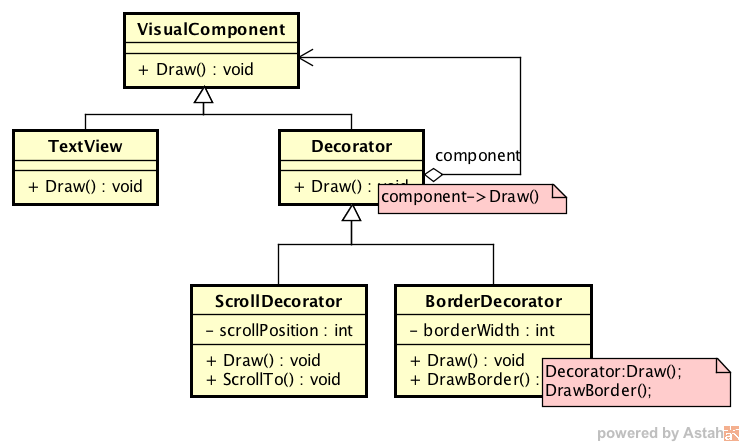 VisualComponent
+ Draw() : void
TextView
+ Draw() : void
Decorator
+ Draw() : void
component
component->Draw()
ScrollDecorator
- scrollPosition : int
+ Draw() : void
+ ScrollTo() : void
BorderDecorator
- borderWidth : int
+ Draw() : void
+ DrawBorder() :
Decorator:Draw();
DrawBorder();
powered by Astah